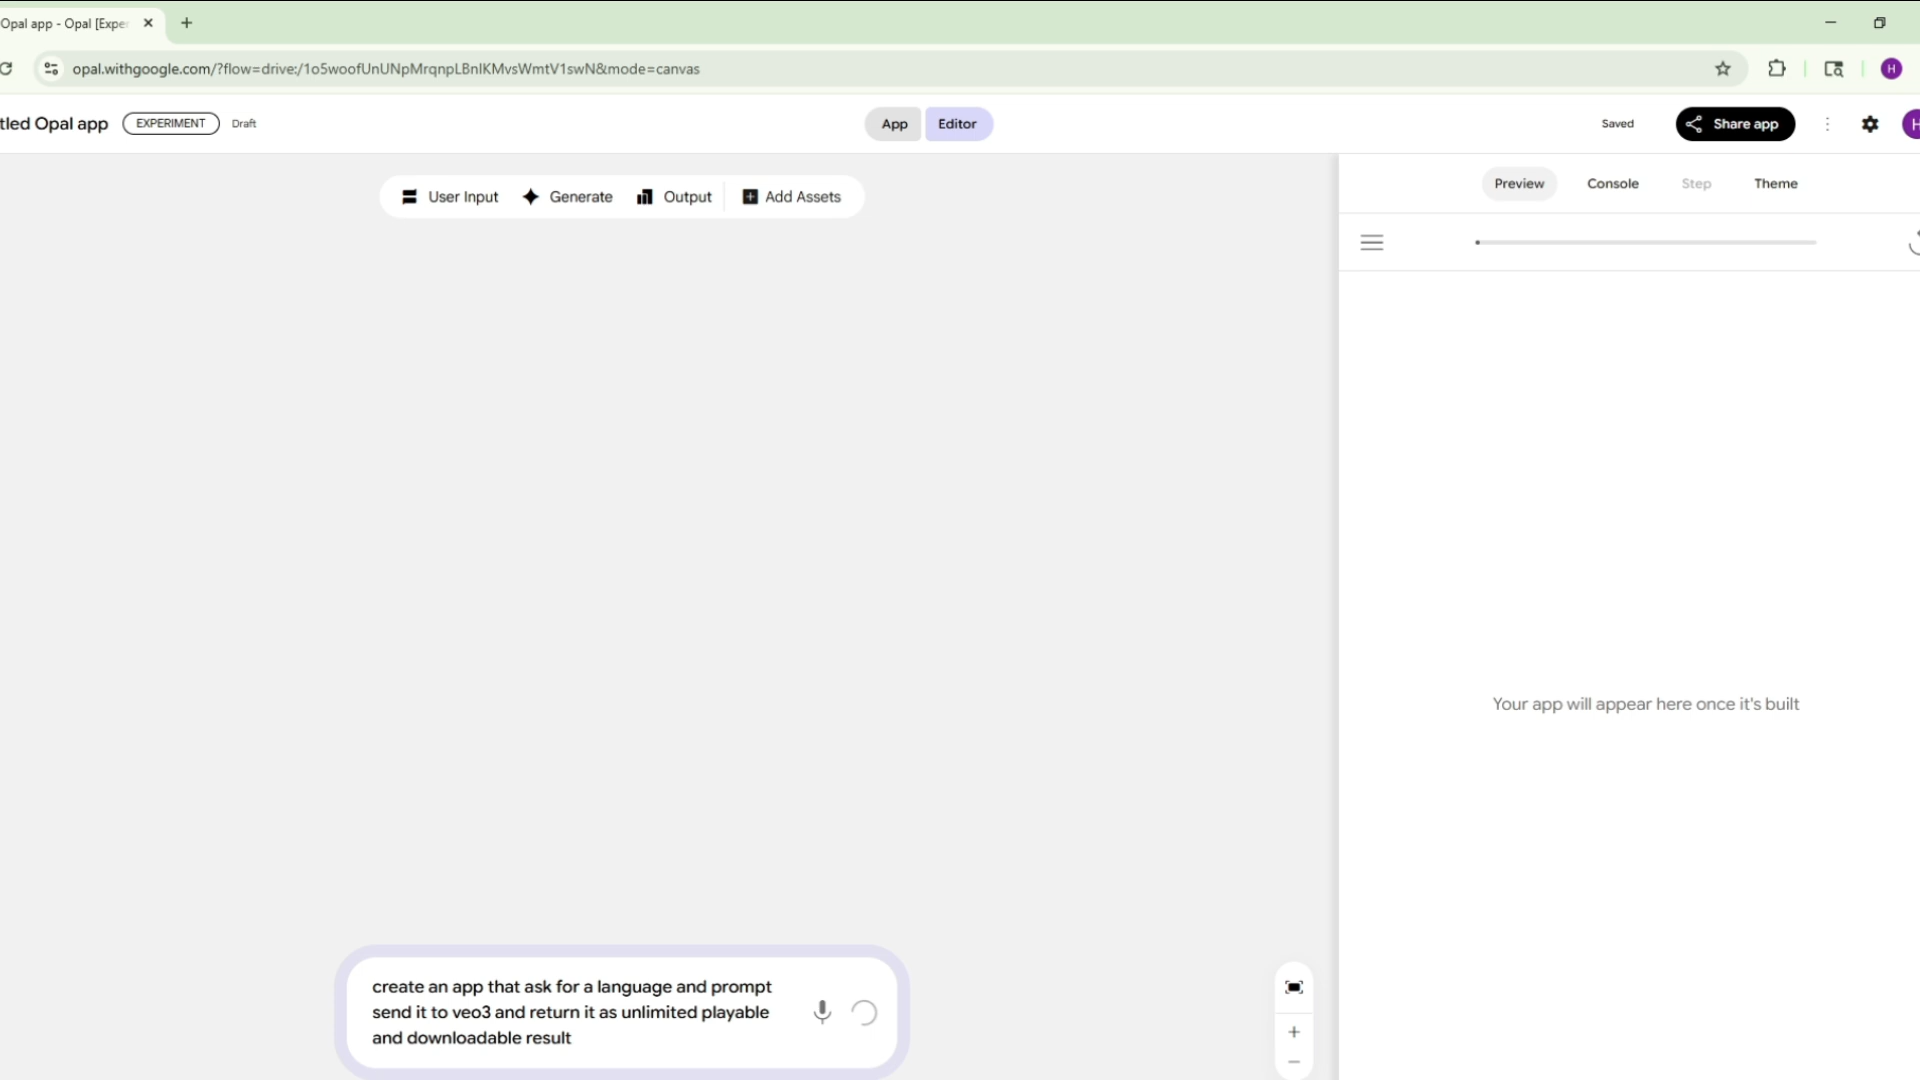 Opal app - Opal [Exper
opal.withgoogle.com/?flow=drive:/1o5woofUnUNpMrqnpLBnlKMvsWmtV1swN&mode=canvas
H
tled Opal app
EXPERIMENT
Draft
App
Editor
Saved
Share app
H
User Input
Generate
Output
Add Assets
Preview
Console
Step
Theme
Your app will appear here once it's built
create an app that ask for a language and prompt
send it to veo3 and return it as unlimited playable
and downloadable result